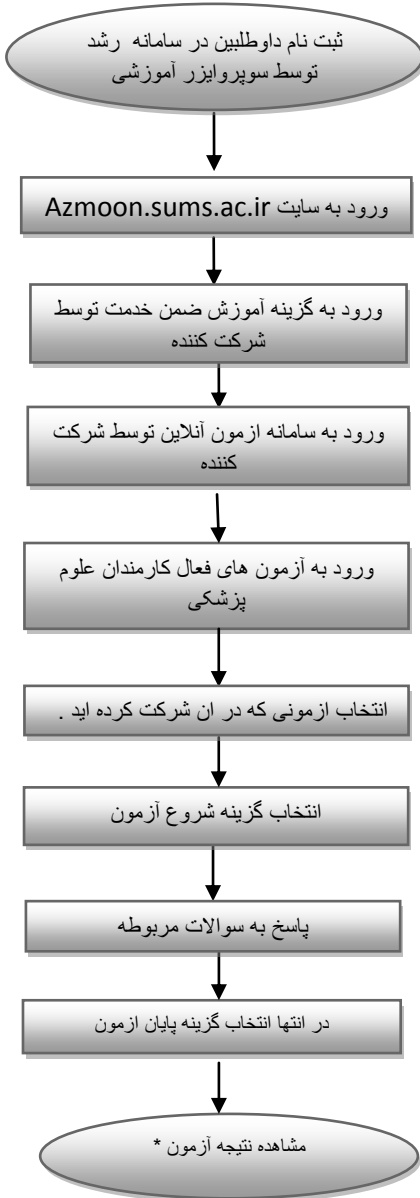 ثبت نام داوطلبین در سامانه رشد
توسط سوپروایزر آموزشی
ورود به سایت Azmoon.sums.ac.ir
ورود به گزینه آموزش ضمن خدمت توسط
شرکت کننده
ورود به سامانه ازمون آنلاین توسط شرکت
کننده
ورود به آزمون های فعال کارمندان علوم
پزشکی
انتخاب ازمونی که در ان شرکت کرده اید .
انتخاب گزینه شروع آزمون
پاسخ به سوالات مربوطه
در انتها انتخاب گزینه پایان ازمون
مشاهده نتیجه آزمون *